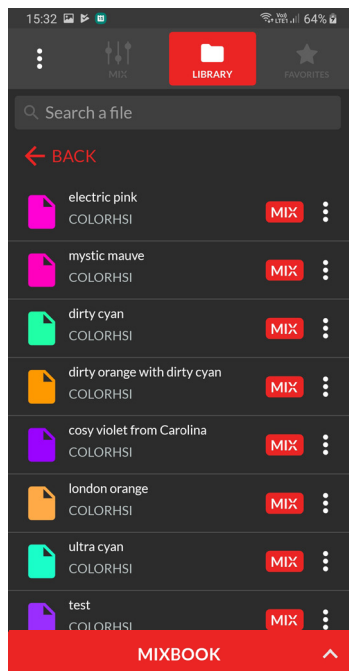 15:32 64%
MIX LIBRARY FAVORITES
Search a file
BACK
electric pink
COLORHSI MIX
mystic mauve
COLORHSI MIX
dirty cyan
COLORHSI MIX
dirty orange with dirty cyan
COLORHSI MIX
cosy violet from Carolina
COLORHSI MIX
london orange
COLORHSI MIX
ultra cyan
COLORHSI MIX
test
COLORHSI MIX
MIXBOOK